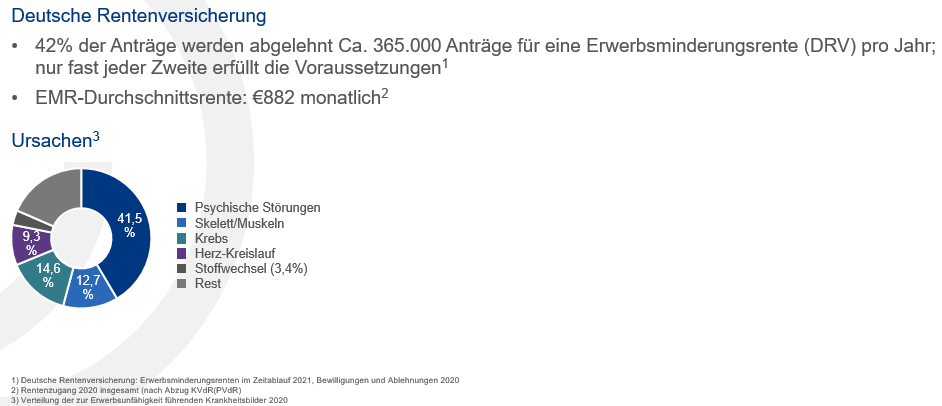 Deutsche Rentenversicherung
• 42% der Anträge werden abgelehnt Ca. 365.000 Anträge für eine Erwerbsminderungsrente (DRV) pro Jahr;
nur fast jeder Zweite erfüllt die Voraussetzungen1
• EMR-Durchschnittsrente: €882 monatlich2
Ursachen3
41,5
%
12,7
%
14,6
%
9,3
%
Psychische Störungen
Skelett/Muskeln
Krebs
Herz-Kreislauf
Stoffwechsel (3,4%)
Rest
1) Deutsche Rentenversicherung: Erwerbsminderungsrenten im Zeitablauf 2021, Bewilligungen und Ablehnungen 2020
2) Rentenzugang 2020 insgesamt (nach Abzug KVdR(PVdR)
3) Verteilung der zur Erwerbsunfähigkeit führenden Krankheitsbilder 2020